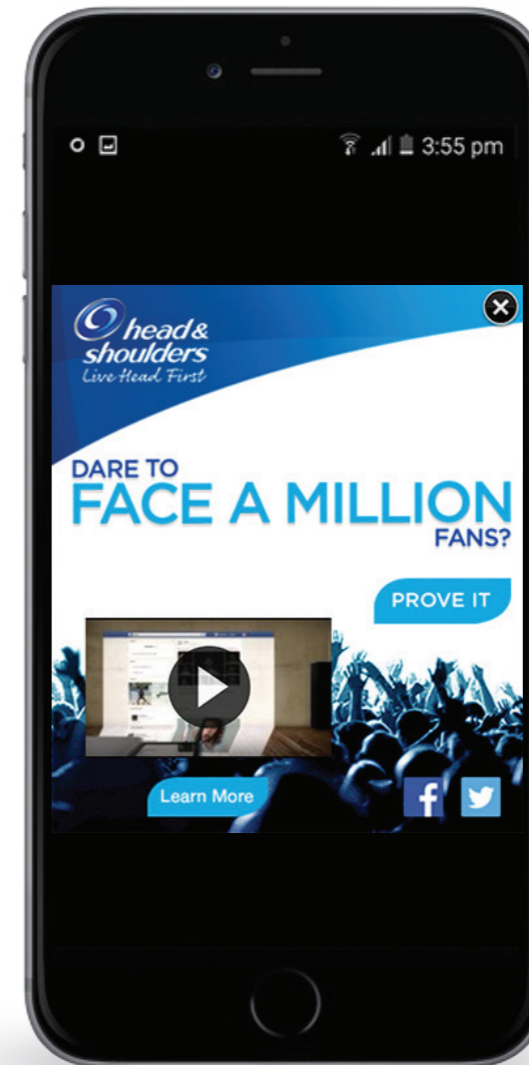 3:55 pm
head &
shoulders
Live Head First
DARE TO
FACE A MILLION
FANS?
PROVE IT
Learn More
f